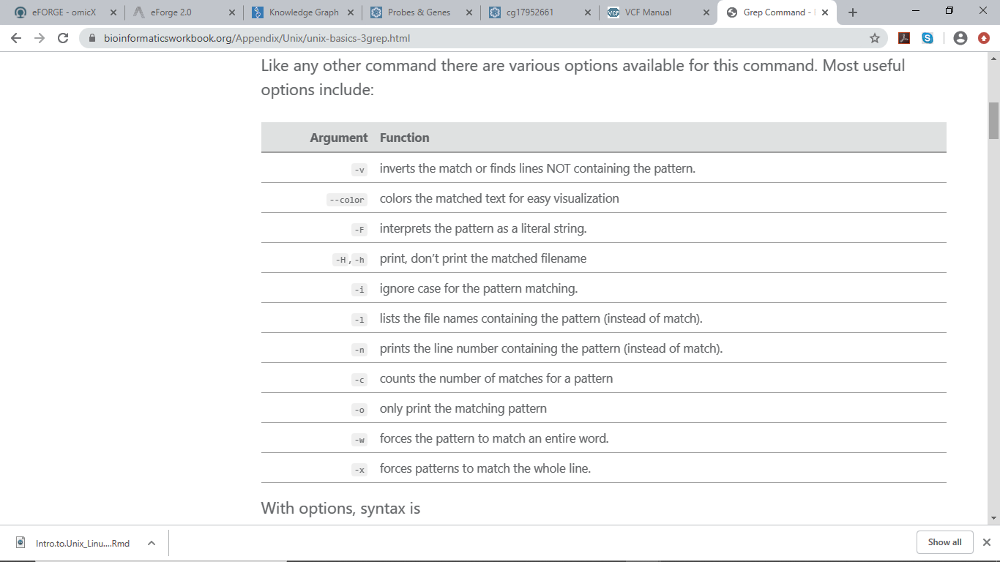 eFORGE - omicX
eForge 2.0
Knowledge Graph
Probes & Genes
cg17952661
VCF Manual
Grep Command -
bioinformaticsworkbook.org/Appendix/Unix/unix-basics-3grep.html
Like any other command there are various options available for this command. Most useful
options include:
Argument Function
-v inverts the match or finds lines NOT containing the pattern.
--color colors the matched text for easy visualization
-F interprets the pattern as a literal string.
-H, -h print, don’t print the matched filename
-i ignore case for the pattern matching.
-l lists the file names containing the pattern (instead of match).
-n prints the line number containing the pattern (instead of match).
-c counts the number of matches for a pattern
-o only print the matching pattern
-w forces the pattern to match an entire word.
-x forces patterns to match the whole line.
With options, syntax is
Intro.to.Unix_Linu....Rmd
Show all